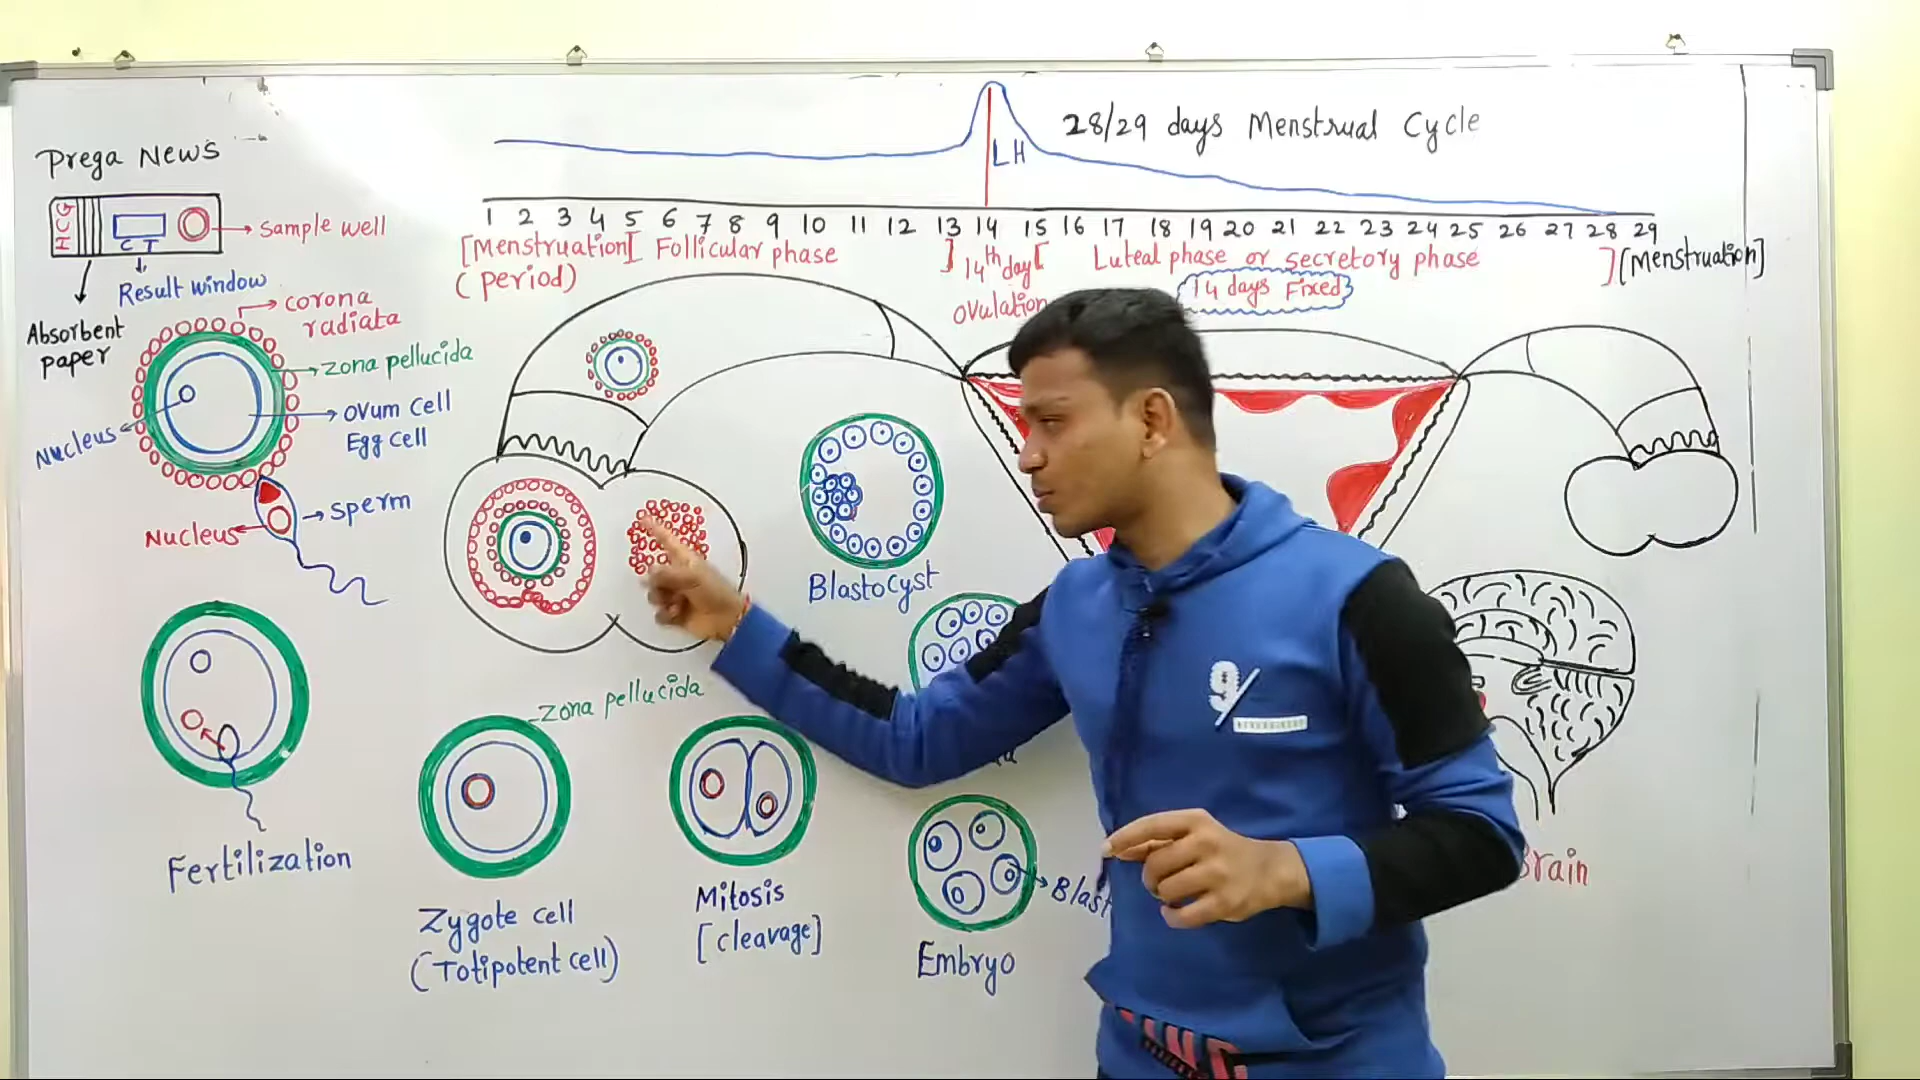 28/29 days Menstrual Cycle
LH
Prega News
HCG
C T
sample well
Result window
Absorbent
paper
1 2 3 4 5 6 7 8 9 10 11 12 13 14 15 16 17 18 19 20 21 22 23 24 25 26 27 28 29
[Menstruation]
(period)
[Follicular phase]
14th day
ovulation
[Luteal phase or secretory phase]
14 days Fixed
[Menstruation]
corona
radiata
zona pellucida
ovum cell
Egg cell
Nucleus
sperm
Nucleus
Blastocyst
zona pellucida
Fertilization
Zygote cell
(Totipotent cell)
Mitosis
[cleavage]
Embryo
Brain
9/